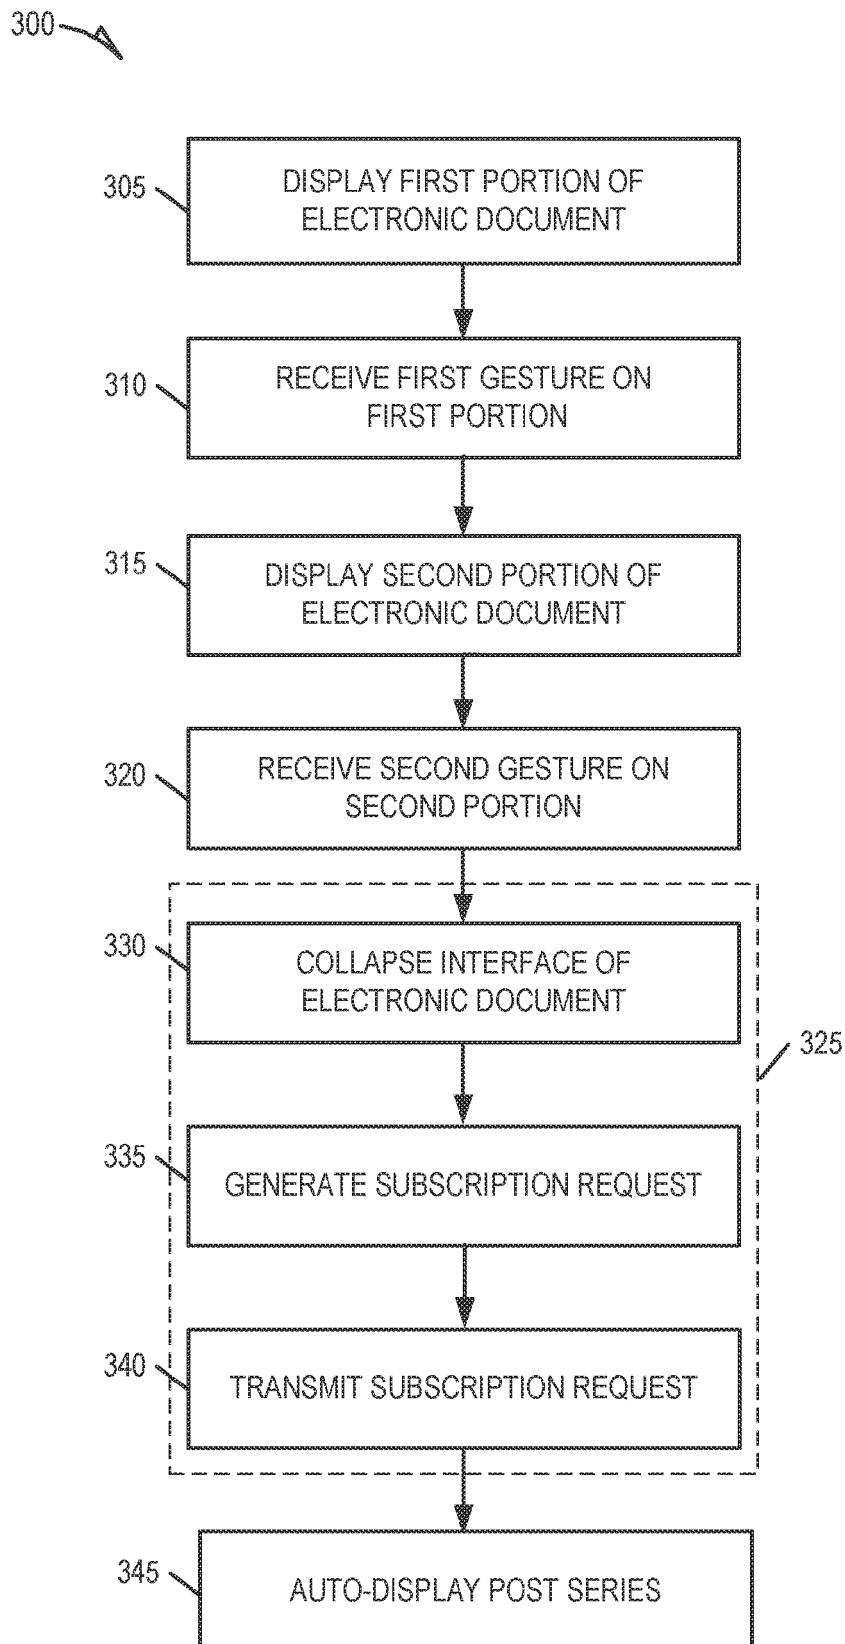 300
305
DISPLAY FIRST PORTION OF
ELECTRONIC DOCUMENT
310
RECEIVE FIRST GESTURE ON
FIRST PORTION
315
DISPLAY SECOND PORTION OF
ELECTRONIC DOCUMENT
320
RECEIVE SECOND GESTURE ON
SECOND PORTION
330
COLLAPSE INTERFACE OF
ELECTRONIC DOCUMENT
325
335
GENERATE SUBSCRIPTION REQUEST
340
TRANSMIT SUBSCRIPTION REQUEST
345
AUTO-DISPLAY POST SERIES